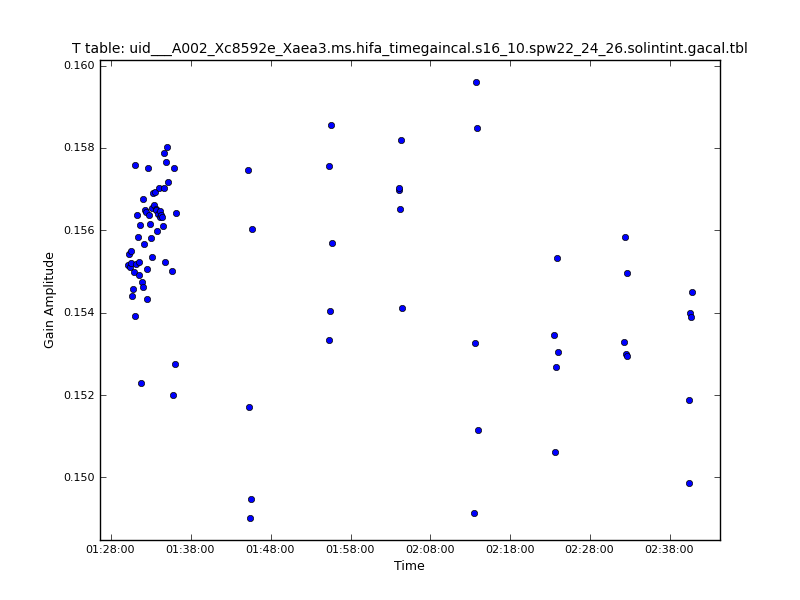 T table: uid___A002_Xc8592e_Xaea3.ms.hifa_timegaincal.s16_10.spw22_24_26.solintint.gacal.tbl
0.160
0.158
0.156
0.154
0.152
0.150
Gain Amplitude
01:28:00 01:38:00 01:48:00 01:58:00 02:08:00 02:18:00 02:28:00 02:38:00
Time